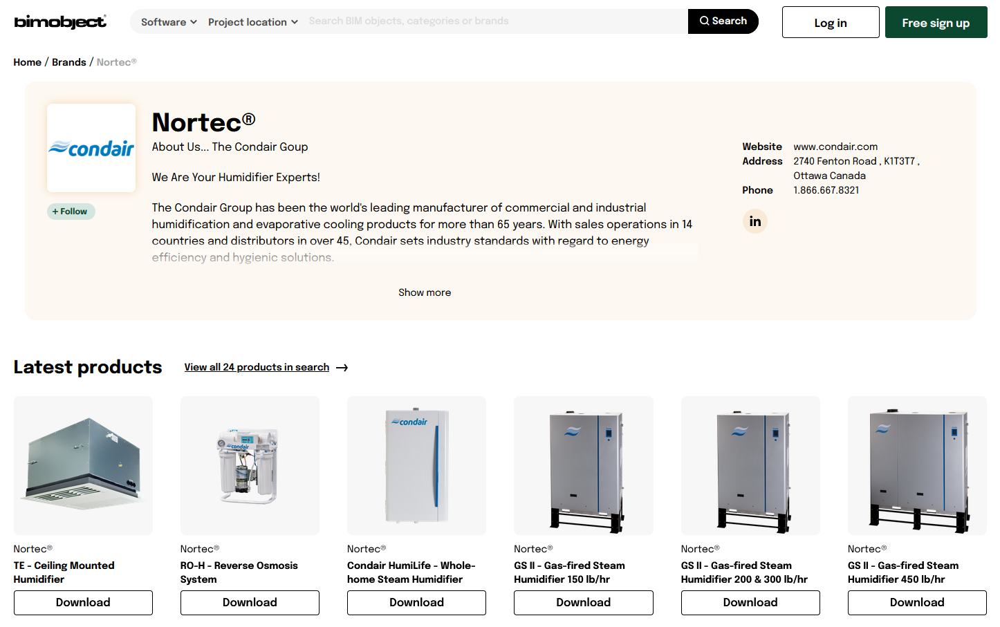 bimobject®
Software
Project location
Search BIM objects, categories or brands
Search
Log in
Free sign up
Home / Brands / Nortec®
condair
+ Follow
Nortec®
About Us... The Condair Goup
We Are Your Humidifier Experts!
The Condair Group has been the world's leading manufacturer of commercial and industrial
humidification and evaporative cooling products for more than 65 years. With sales operations in 14
countries and distributors in over 45, Condair sets industry standards with regard to energy
efficiency and hygienic solutions.
Show more
Website www.condair.com
Address 2740 Fenton Road , K1T3T7 ,
Ottawa Canada
Phone 1.866.667.8321
in
Latest products
View all 24 products in search
condair
condair
Nortec®
TE - Ceiling Mounted
Humidifier
Download
Nortec®
RO-H - Reverse Osmosis
System
Download
Nortec®
Condair HumiLife - Whole-
home Steam Humidifier
Download
Nortec®
GS II - Gas-fired Steam
Humidifier 150 lb/hr
Download
Nortec®
GS II - Gas-fired Steam
Humidifier 200 & 300 lb/hr
Download
Nortec®
GS II - Gas-fired Steam
Humidifier 450 lb/hr
Download